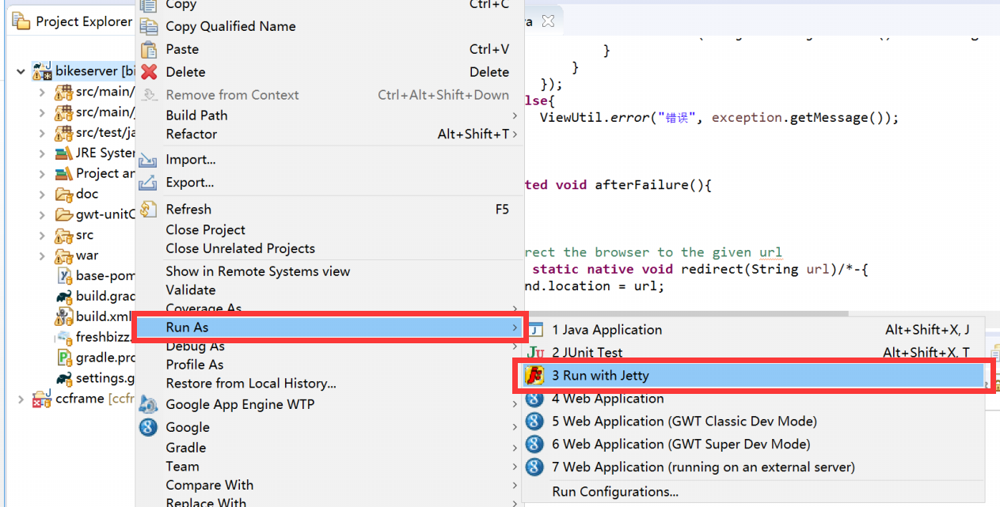 Project Explorer
bikeserver [bi
src/main/
src/main/j
src/test/ja
JRE System
Project an
doc
gwt-unitC
src
war
base-pom
build.grad
build.xml
freshbizz.
gradle.pro
settings.g
ccframe [ccfr
Copy Ctrl+C
Copy Qualified Name
Paste Ctrl+V
Delete Delete
Remove from Context Ctrl+Alt+Shift+Down
Build Path
Refactor Alt+Shift+T
Import...
Export...
Refresh F5
Close Project
Close Unrelated Projects
Show in Remote Systems view
Validate
Coverage As
Run As
Debug As
Profile As
Restore from Local History...
Google App Engine WTP
Google
Gradle
Team
Compare With
Replace With
a
}
}
});
lse{
ViewUtil.error("错误", exception.getMessage());
ted void afterFailure(){
rect the browser to the given url
static native void redirect(String url)/*-{
nd.location = url;
1 Java Application Alt+Shift+X, J
2 JUnit Test Alt+Shift+X, T
3 Run with Jetty
4 Web Application
5 Web Application (GWT Classic Dev Mode)
6 Web Application (GWT Super Dev Mode)
7 Web Application (running on an external server)
Run Configurations...